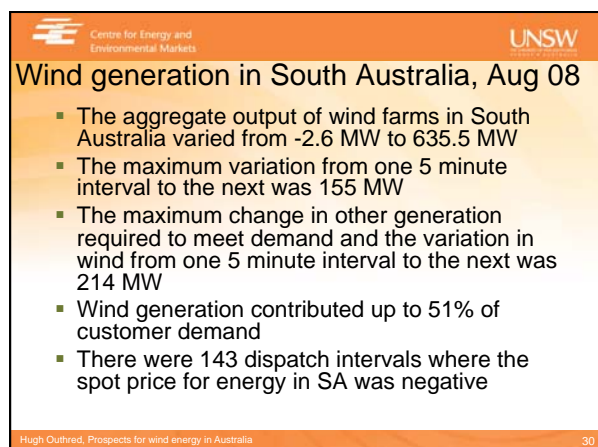 Centre for Energy and
Environmental Markets
UNSW
Wind generation in South Australia, Aug 08
▪ The aggregate output of wind farms in South
Australia varied from -2.6 MW to 635.5 MW
▪ The maximum variation from one 5 minute
interval to the next was 155 MW
▪ The maximum change in other generation
required to meet demand and the variation in
wind from one 5 minute interval to the next was
214 MW
▪ Wind generation contributed up to 51% of
customer demand
▪ There were 143 dispatch intervals where the
spot price for energy in SA was negative
Hugh Outhred, Prospects for wind energy in Australia
30